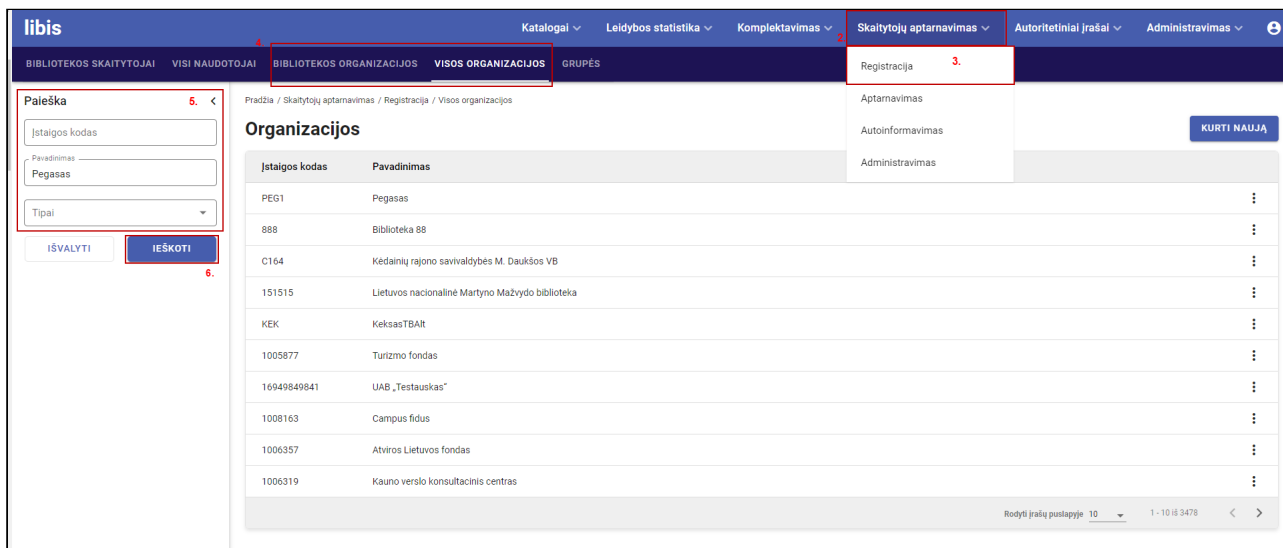 libis Katalogai Leidybos statistika Komplektavimas 2. Skaitytojų aptarnavimas Autoritetiniai įrašai Administravimas
4.
BIBLIOTEKOS SKAITYTOJAI VISI NAUDOTOJAI BIBLIOTEKOS ORGANIZACIJOS VISOS ORGANIZACIJOS GRUPĖS
Registracija 3.
Aptarnavimas
Autoinformavimas
Administravimas
Paieška 5.
Įstaigos kodas
Pavadinimas
Pegasas
Tipai
IŠVALYTI IEŠKOTI
6.
Pradžia / Skaitytojų aptarnavimas / Registracija / Visos organizacijos
Organizacijos KURTI NAUJĄ
Įstaigos kodas Pavadinimas
PEG1 Pegasas
888 Biblioteka 88
C164 Kėdainių rajono savivaldybės M. Daukšos VB
151515 Lietuvos nacionalinė Martyno Mažvydo biblioteka
KEK KeksasTBAlt
1005877 Turizmo fondas
16949849841 UAB „Testauskas“
1008163 Campus fidus
1006357 Atviros Lietuvos fondas
1006319 Kauno verslo konsultacinis centras
Rodyti įrašų puslapyje 10 1 - 10 iš 3478